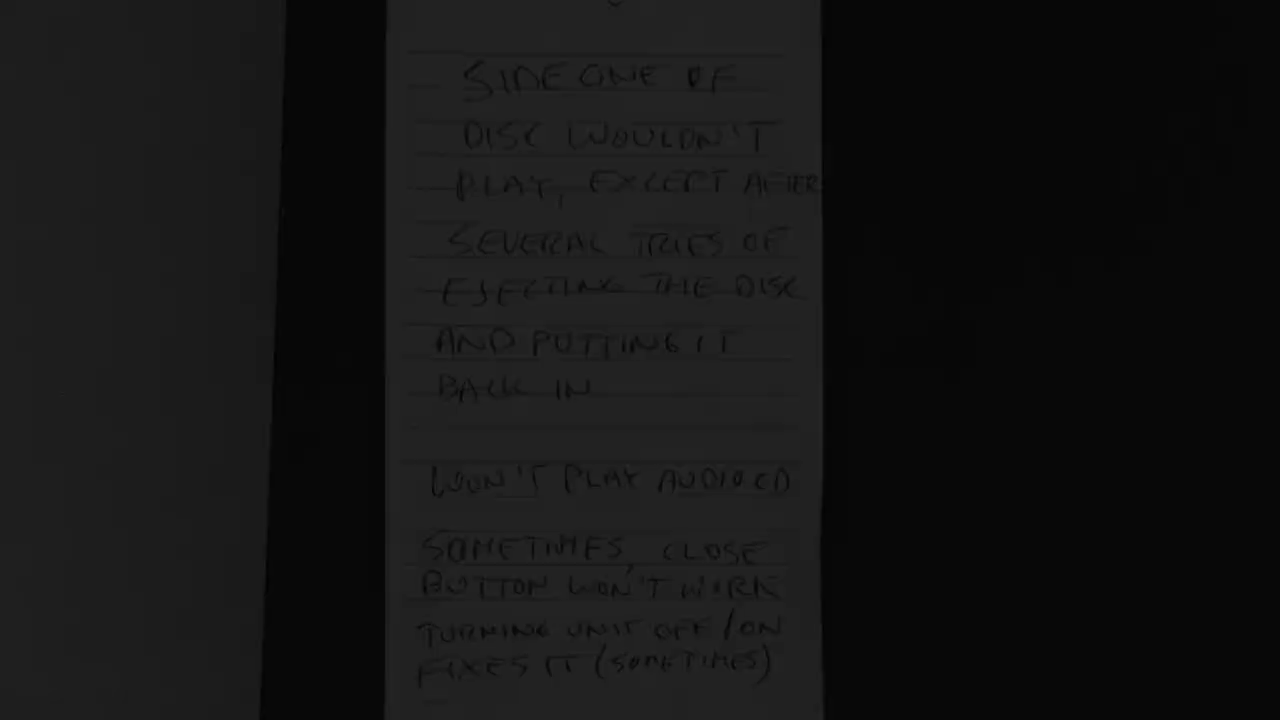 SIDE ONE OF
DISC WOULDN'T
PLAY, EXCEPT AFTER
SEVERAL TRIES OF
EJECTING THE DISC
AND PUTTING IT
BACK IN
WON'T PLAY AUDIO CD
SOMETIMES, CLOSE
BUTTON WON'T WORK
TURNING UNIT OFF/ON
FIXES IT (SOMETIMES)